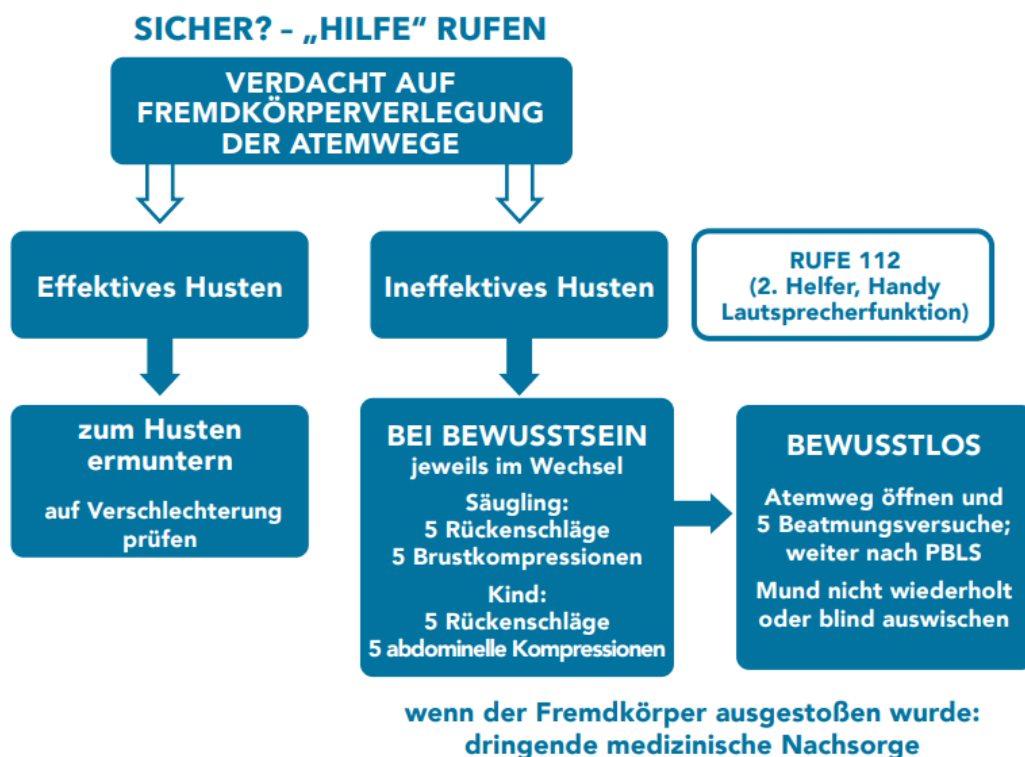 SICHER? – „HILFE” RUFEN
VERDACHT AUF
FREMDKÖRPERVERLEGUNG
DER ATEMWEGE
Effektives Husten
Ineffektives Husten
RUFE 112
(2. Helfer, Handy
Lautsprecherfunktion)
zum Husten
ermuntern
auf Verschlechterung
prüfen
BEI BEWUSSTSEIN
jeweils im Wechsel
Säugling:
5 Rückenschläge
5 Brustkompressionen
Kind:
5 Rückenschläge
5 abdominelle Kompressionen
BEWUSSTLOS
Atemweg öffnen und
5 Beatmungsversuche;
weiter nach PBLS
Mund nicht wiederholt
oder blind auswischen
wenn der Fremdkörper ausgestoßen wurde:
dringende medizinische Nachsorge